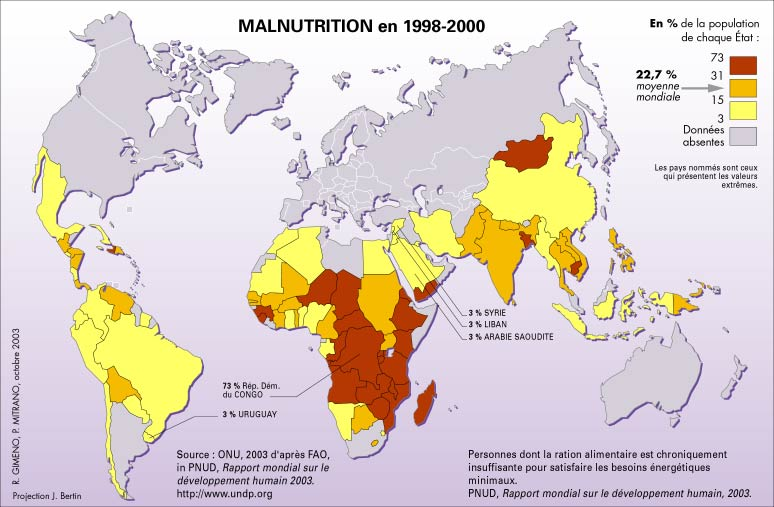 MALNUTRITION en 1998-2000
En % de la population
de chaque État :
73
31
15
3
22,7 %
moyenne
mondiale
Données
absentes
Les pays nommés sont ceux
qui présentent les valeurs
extrêmes.
3 % SYRIE
3 % LIBAN
3 % ARABIE SAOUDITE
73 % Rép. Dém.
du CONGO
3 % URUGUAY
R. GIMENO, P. MITRANO, octobre 2003
Projection J. Bertin
Source : ONU, 2003 d'après FAO,
in PNUD, Rapport mondial sur le
développement humain 2003.
http://www.undp.org
Personnes dont la ration alimentaire est chroniquement
insuffisante pour satisfaire les besoins énergétiques
minimaux.
PNUD, Rapport mondial sur le développement humain, 2003.